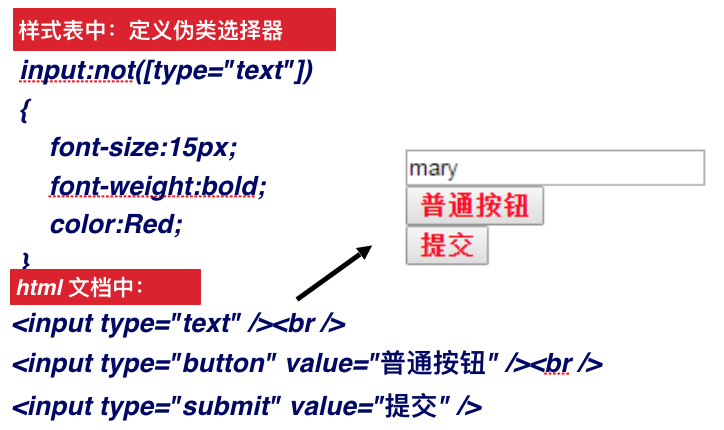 样式表中：定义伪类选择器
input:not([type="text"])
{
font-size:15px;
font-weight:bold;
color:Red;
}
html 文档中：
<input type="text" /><br />
<input type="button" value="普通按钮" /><br />
<input type="submit" value="提交" />
mary
普通按钮
提交